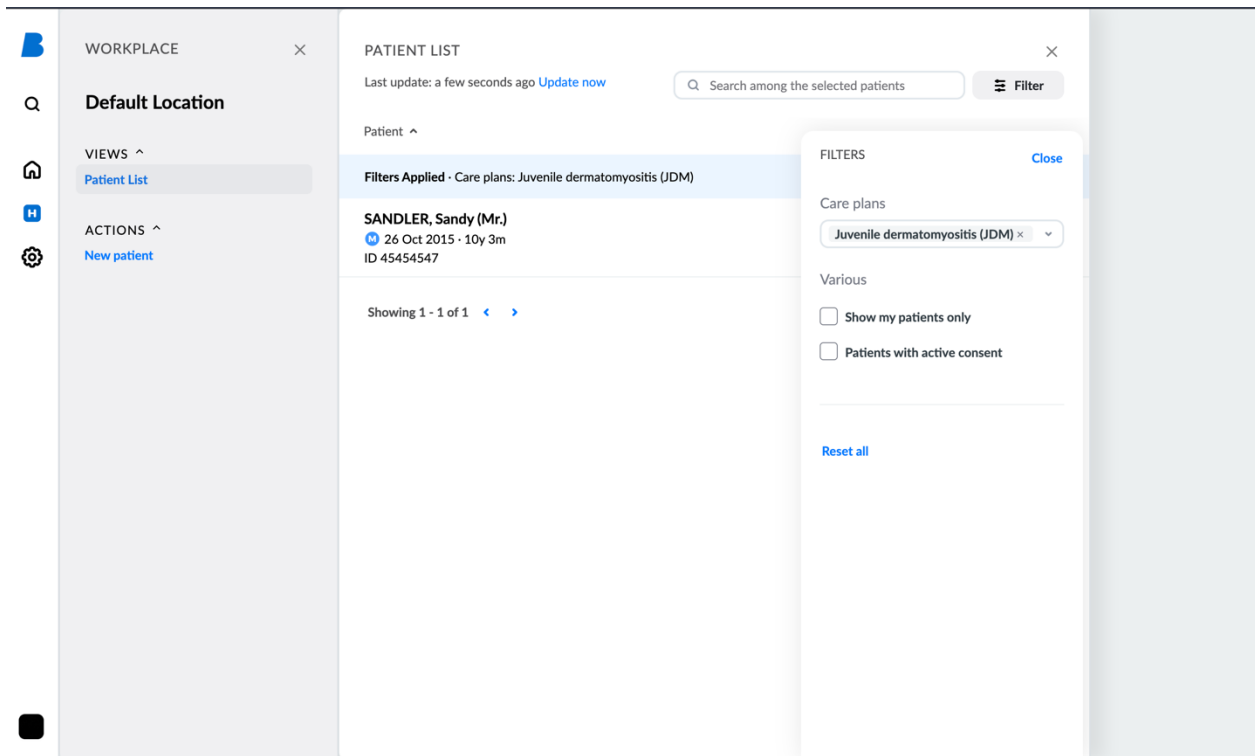 WORKPLACE
Default Location
VIEWS
Patient List
ACTIONS
New patient
PATIENT LIST
Last update: a few seconds ago Update now
Search among the selected patients
Filter
Patient
Filters Applied · Care plans: Juvenile dermatomyositis (JDM)
SANDLER, Sandy (Mr.)
M 26 Oct 2015 · 10y 3m
ID 45454547
Showing 1 - 1 of 1
FILTERS
Close
Care plans
Juvenile dermatomyositis (JDM) ×
Various
Show my patients only
Patients with active consent
Reset all
B
H